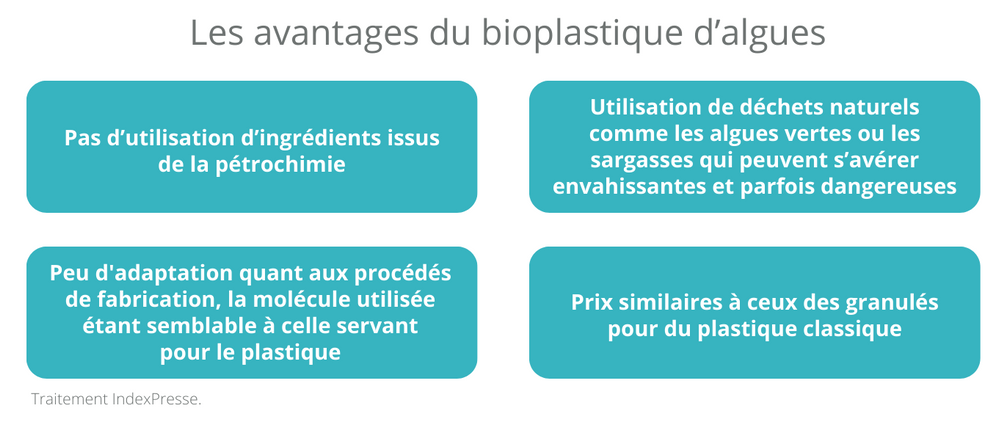 Les avantages du bioplastique d’algues
Pas d’utilisation d’ingrédients issus
de la pétrochimie
Utilisation de déchets naturels
comme les algues vertes ou les
sargasses qui peuvent s’avérer
envahissantes et parfois dangereuses
Peu d'adaptation quant aux procédés
de fabrication, la molécule utilisée
étant semblable à celle servant
pour le plastique
Prix similaires à ceux des granulés
pour du plastique classique
Traitement IndexPresse.